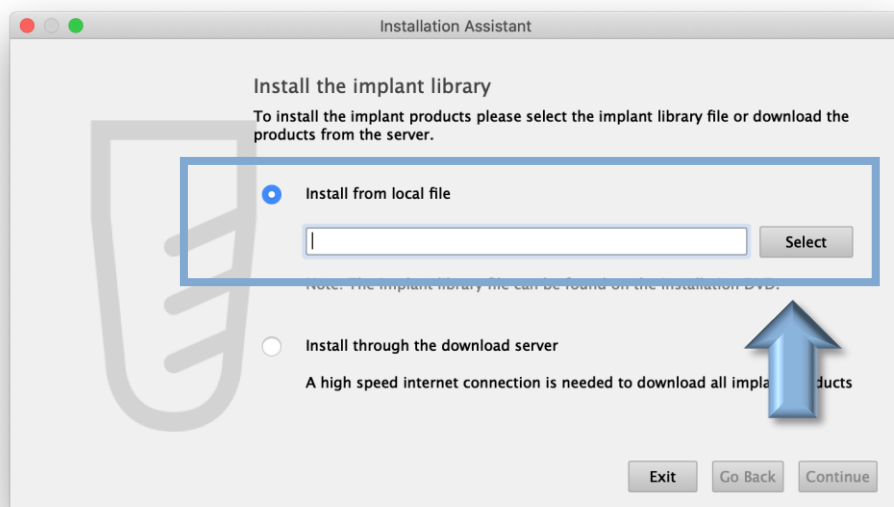 Installation Assistant
Install the implant library
To install the implant products please select the implant library file or download the
products from the server.
Install from local file
Select
Note: The implant library file can be found on the installation DVD.
Install through the download server
A high speed internet connection is needed to download all impla ducts
Exit
Go Back
Continue